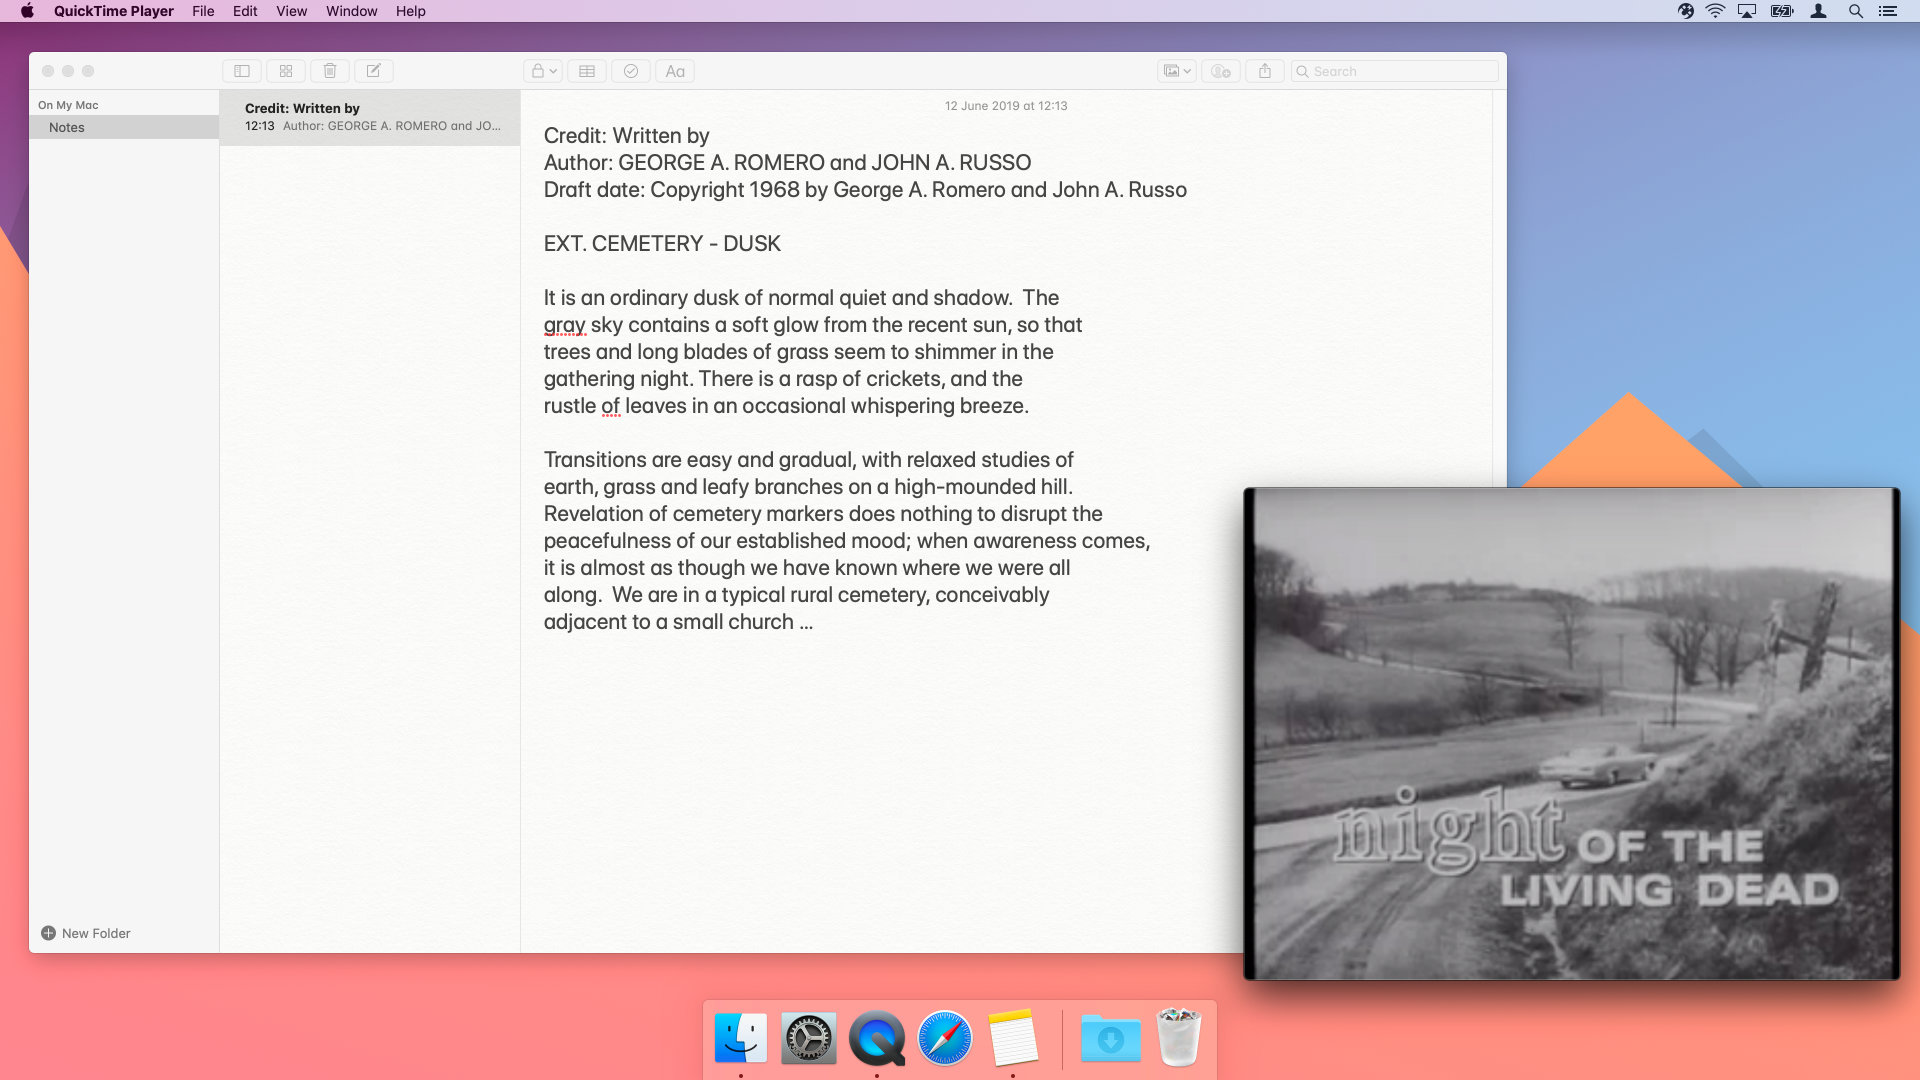 QuickTime Player File Edit View Window Help
Aa
Search
On My Mac
Notes
New Folder
Credit: Written by
12:13 Author: GEORGE A. ROMERO and JO...
12 June 2019 at 12:13
Credit: Written by
Author: GEORGE A. ROMERO and JOHN A. RUSSO
Draft date: Copyright 1968 by George A. Romero and John A. Russo
EXT. CEMETERY - DUSK
It is an ordinary dusk of normal quiet and shadow.  The
gray sky contains a soft glow from the recent sun, so that
trees and long blades of grass seem to shimmer in the
gathering night. There is a rasp of crickets, and the
rustle of leaves in an occasional whispering breeze.
Transitions are easy and gradual, with relaxed studies of
earth, grass and leafy branches on a high-mounded hill.
Revelation of cemetery markers does nothing to disrupt the
peacefulness of our established mood; when awareness comes,
it is almost as though we have known where we were all
along.  We are in a typical rural cemetery, conceivably
adjacent to a small church ...
night OF THE
LIVING DEAD